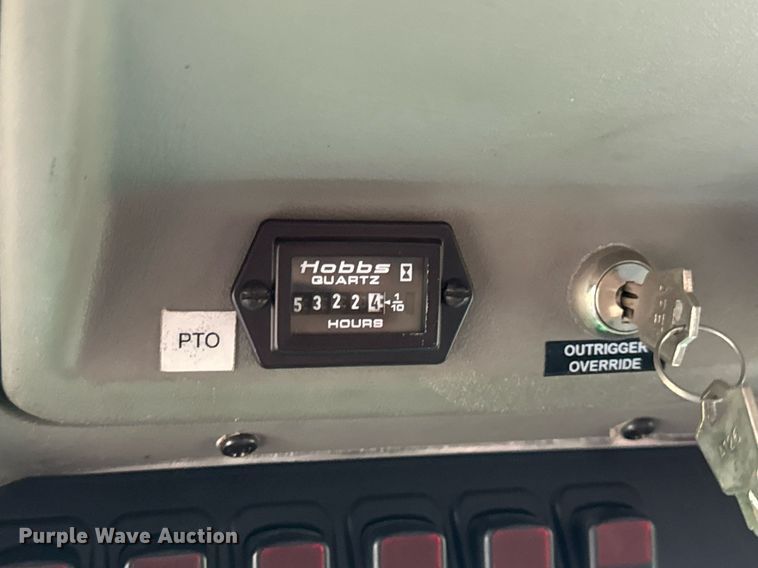 Hobbs
QUARTZ
5 3 2 2 4 1/10
HOURS
PTO
OUTRIGGER
OVERRIDE
Purple Wave Auction